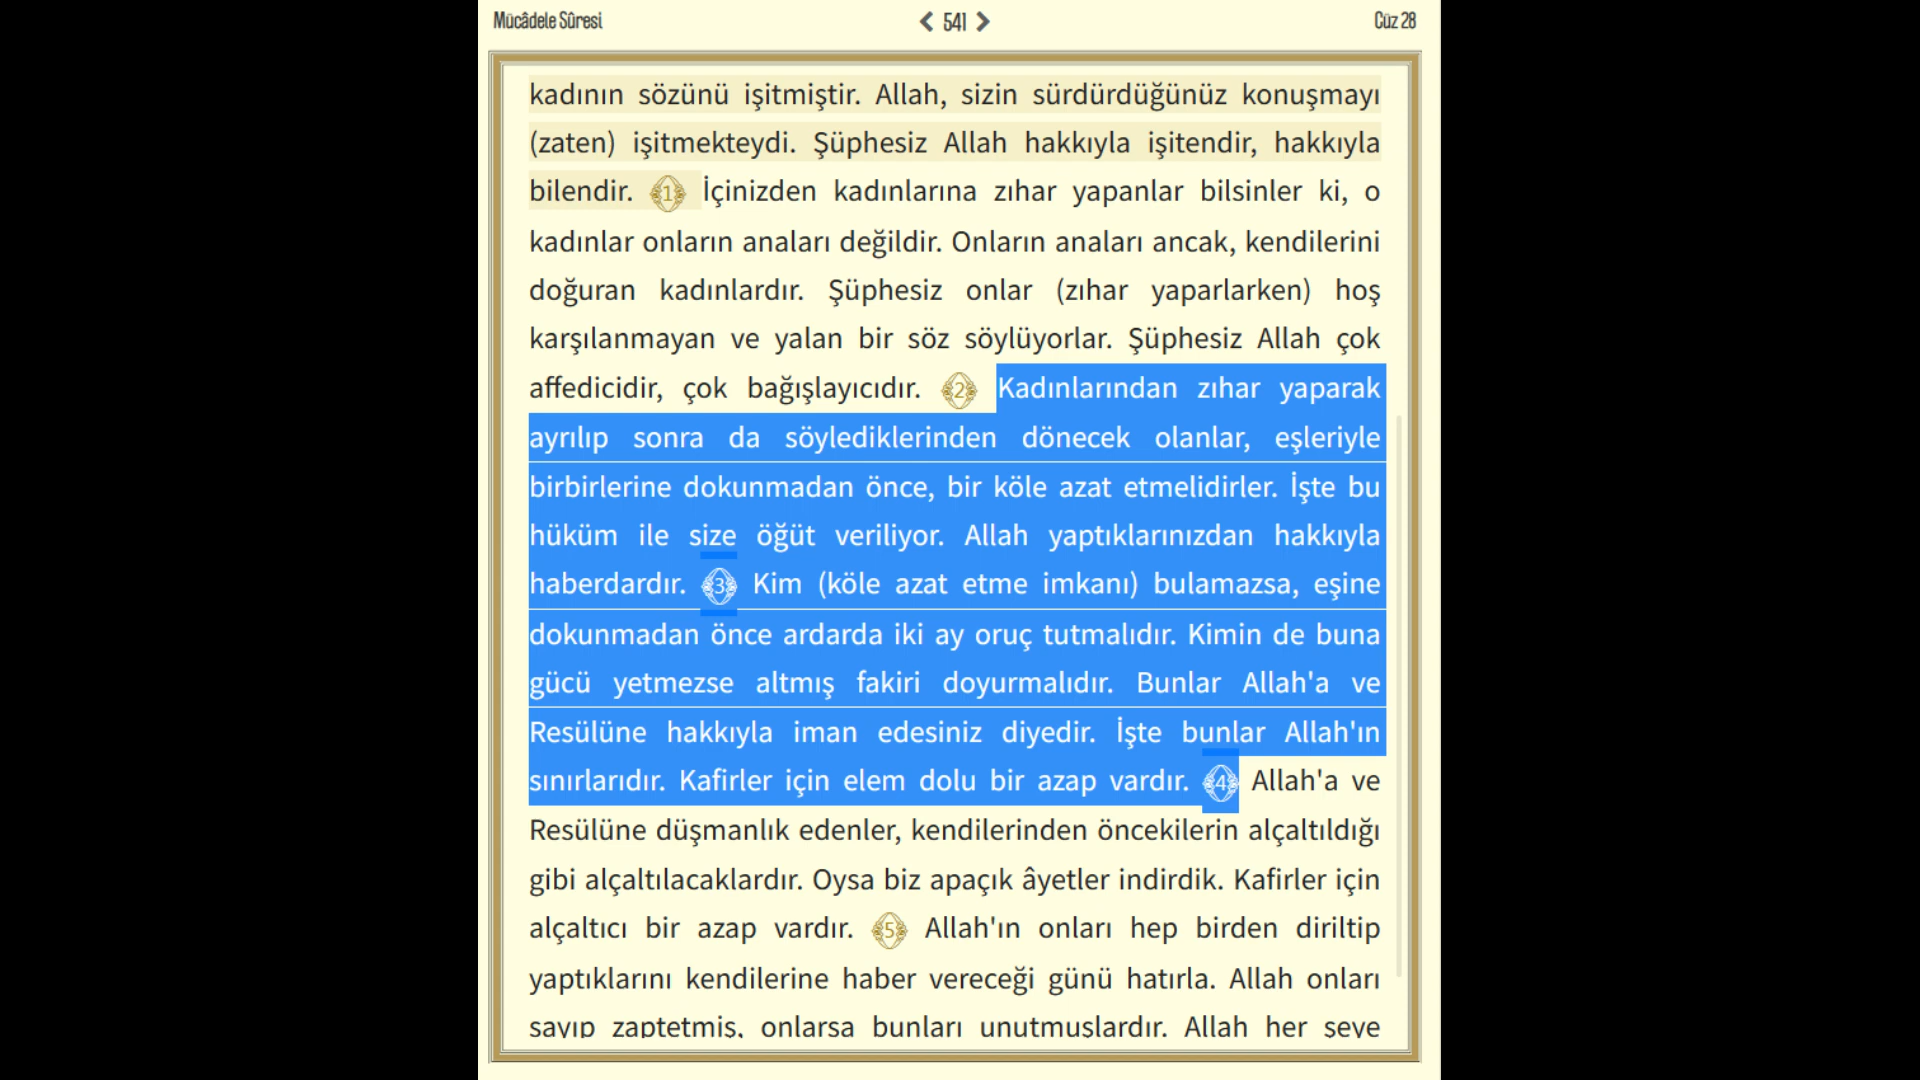 Mücâdele Sûresi
541
Cüz 28
kadının sözünü işitmiştir. Allah, sizin sürdürdüğünüz konuşmayı
(zaten) işitmekteydi. Şüphesiz Allah hakkıyla işitendir, hakkıyla
bilendir. 1 İçinizden kadınlarına zıhar yapanlar bilsinler ki, o
kadınlar onların anaları değildir. Onların anaları ancak, kendilerini
doğuran kadınlardır. Şüphesiz onlar (zıhar yaparlarken) hoş
karşılanmayan ve yalan bir söz söylüyorlar. Şüphesiz Allah çok
affedicidir, çok bağışlayıcıdır. 2 Kadınlarından zıhar yaparak
ayrılıp sonra da söylediklerinden dönecek olanlar, eşleriyle
birbirlerine dokunmadan önce, bir köle azat etmelidirler. İşte bu
hüküm ile size öğüt veriliyor. Allah yaptıklarınızdan hakkıyla
haberdardır. 3 Kim (köle azat etme imkanı) bulamazsa, eşine
dokunmadan önce ardarda iki ay oruç tutmalıdır. Kimin de buna
gücü yetmezse altmış fakiri doyurmalıdır. Bunlar Allah'a ve
Resülüne hakkıyla iman edesiniz diyedir. İşte bunlar Allah'ın
sınırlarıdır. Kafirler için elem dolu bir azap vardır. 4 Allah'a ve
Resülüne düşmanlık edenler, kendilerinden öncekilerin alçaltıldığı
gibi alçaltılacaklardır. Oysa biz apaçık âyetler indirdik. Kafirler için
alçaltıcı bir azap vardır. 5 Allah'ın onları hep birden diriltip
yaptıklarını kendilerine haber vereceği günü hatırla. Allah onları
sayıp zaptetmiş, onlarsa bunları unutmuşlardır. Allah her şeye